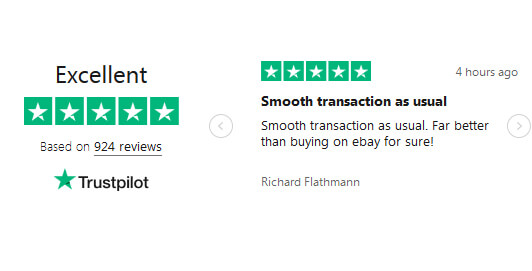 Excellent
Based on 924 reviews
Trustpilot
4 hours ago
Smooth transaction as usual
Smooth transaction as usual. Far better
than buying on ebay for sure!
Richard Flathmann